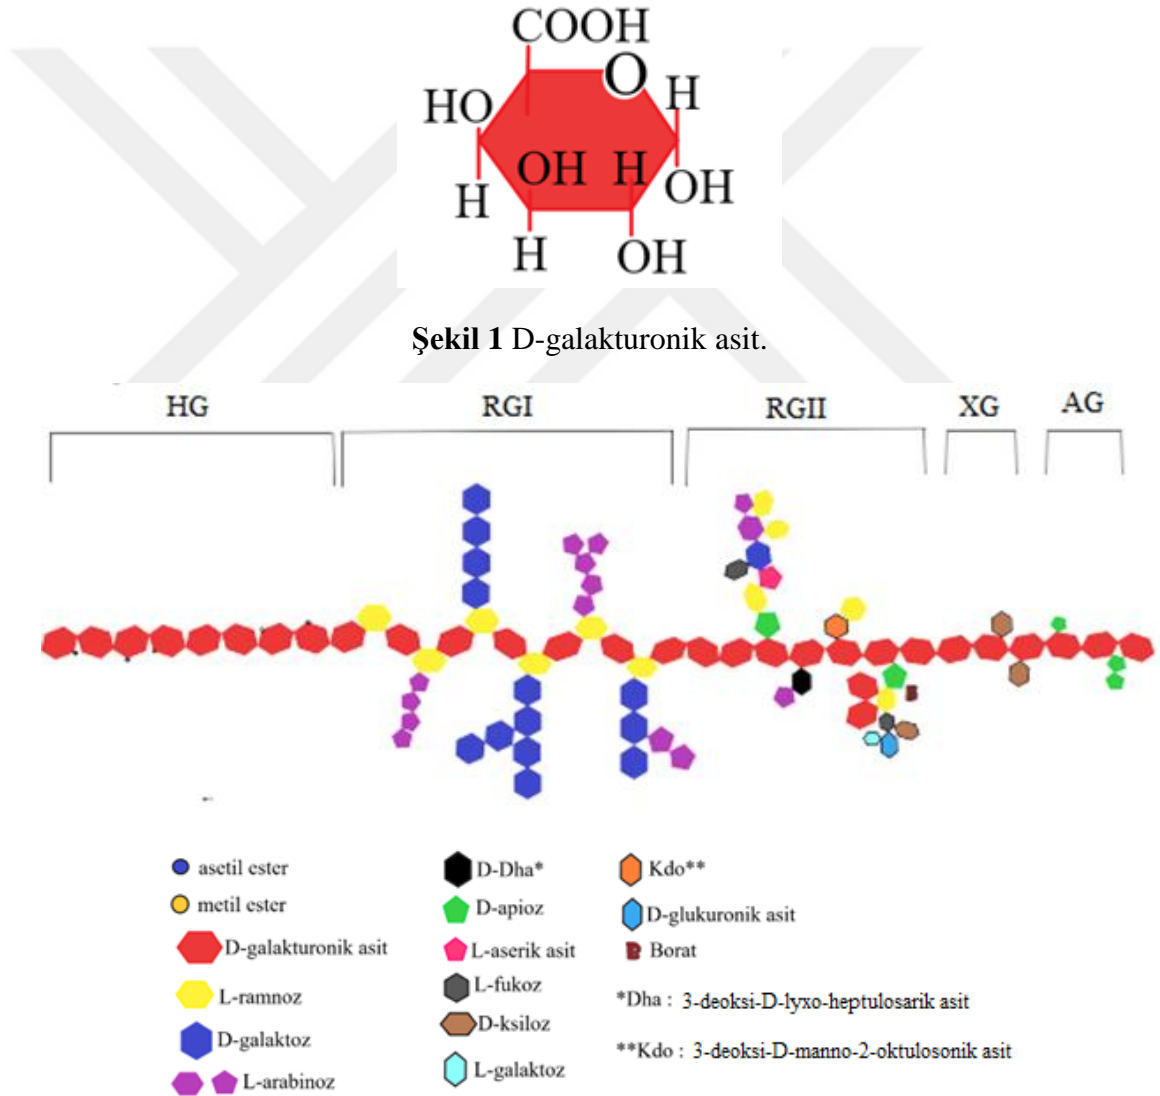 COOH
O
H
HO
OH H
OH
H
H
OH
Şekil 1 D-galakturonik asit.
HG RGI RGII XG AG
asetil ester
metil ester
D-galakturonik asit
L-ramnoz
D-galaktoz
L-arabinoz
D-Dha*
D-apioz
L-aserik asit
L-fukoz
D-ksiloz
L-galaktoz
Kdo**
D-glukuronik asit
B Borat
*Dha : 3-deoksi-D-lyxo-heptulosarik asit
**Kdo : 3-deoksi-D-manno-2-oktulosonik asit